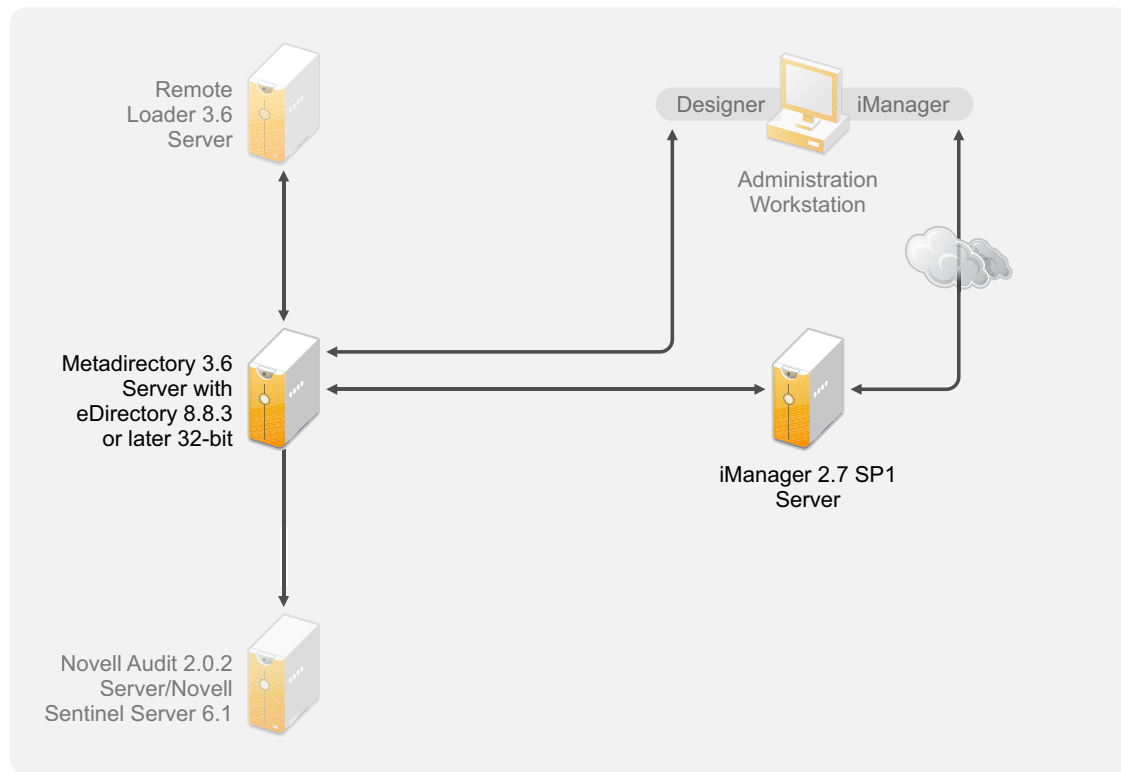 Remote
Loader 3.6
Server
Designer
iManager
Administration
Workstation
Metadirectory 3.6
Server with
eDirectory 8.8.3
or later 32-bit
iManager 2.7 SP1
Server
Novell Audit 2.0.2
Server/Novell
Sentinel Server 6.1